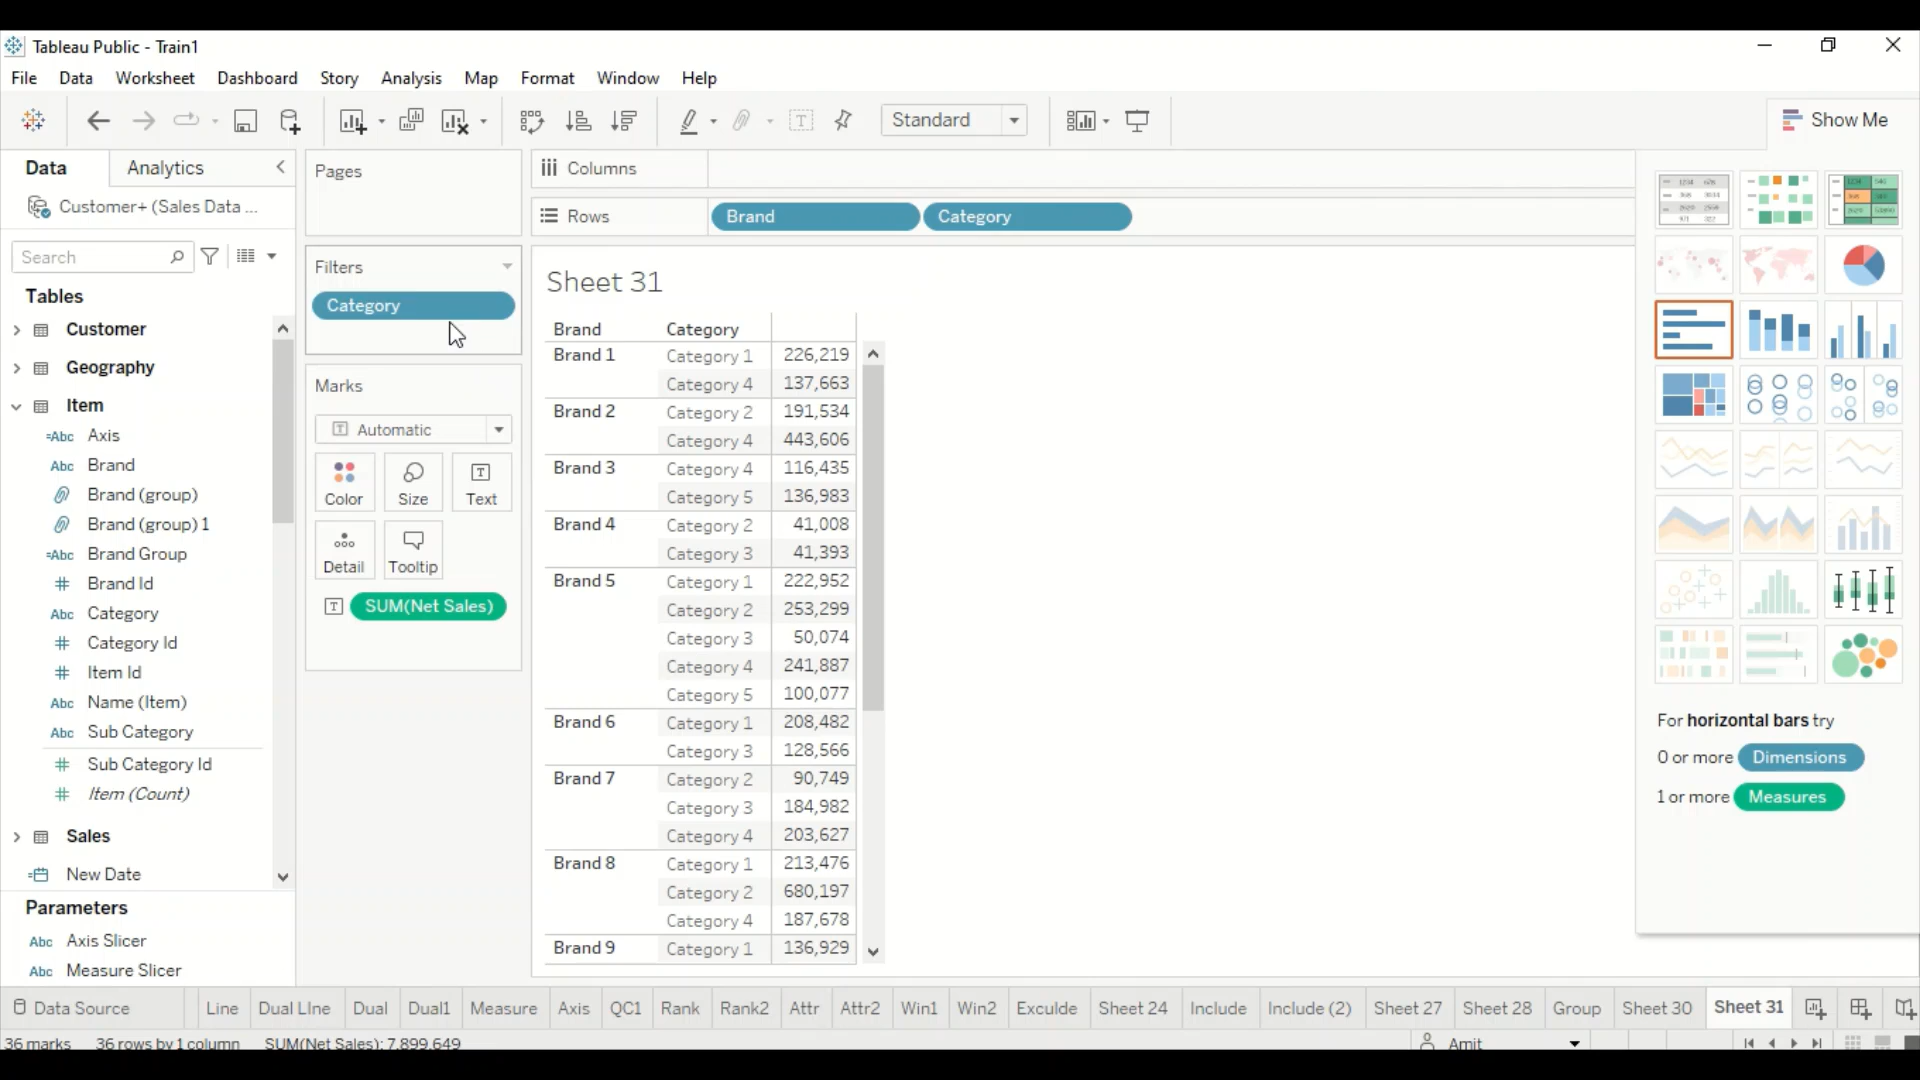 Tableau Public - Train1
File Data Worksheet Dashboard Story Analysis Map Format Window Help
Standard
Show Me
Data Analytics
Customer+ (Sales Data ...
Search
Tables
Customer
Geography
Item
=Abc Axis
Abc Brand
Brand (group)
Brand (group) 1
=Abc Brand Group
# Brand Id
Abc Category
# Category Id
# Item Id
Abc Name (Item)
Abc Sub Category
# Sub Category Id
# Item (Count)
Sales
New Date
Parameters
Abc Axis Slicer
Abc Measure Slicer
Pages
Filters
Category
Marks
Automatic
Color Size Text
Detail Tooltip
SUM(Net Sales)
Columns
Rows Brand Category
Sheet 31
Brand Category
Brand 1 Category 1 226,219
Category 4 137,663
Brand 2 Category 2 191,534
Category 4 443,606
Brand 3 Category 4 116,435
Category 5 136,983
Brand 4 Category 2 41,008
Category 3 41,393
Brand 5 Category 1 222,952
Category 2 253,299
Category 3 50,074
Category 4 241,887
Category 5 100,077
Brand 6 Category 1 208,482
Category 3 128,566
Brand 7 Category 2 90,749
Category 3 184,982
Category 4 203,627
Brand 8 Category 1 213,476
Category 2 680,197
Category 4 187,678
Brand 9 Category 1 136,929
For horizontal bars try
0 or more Dimensions
1 or more Measures
Data Source Line Dual LIne Dual Dual1 Measure Axis QC1 Rank Rank2 Attr Attr2 Win1 Win2 Exculde Sheet 24 Include Include (2) Sheet 27 Sheet 28 Group Sheet 30 Sheet 31
36 marks 36 rows by 1 column SUM(Net Sales): 7,899,649 Amit